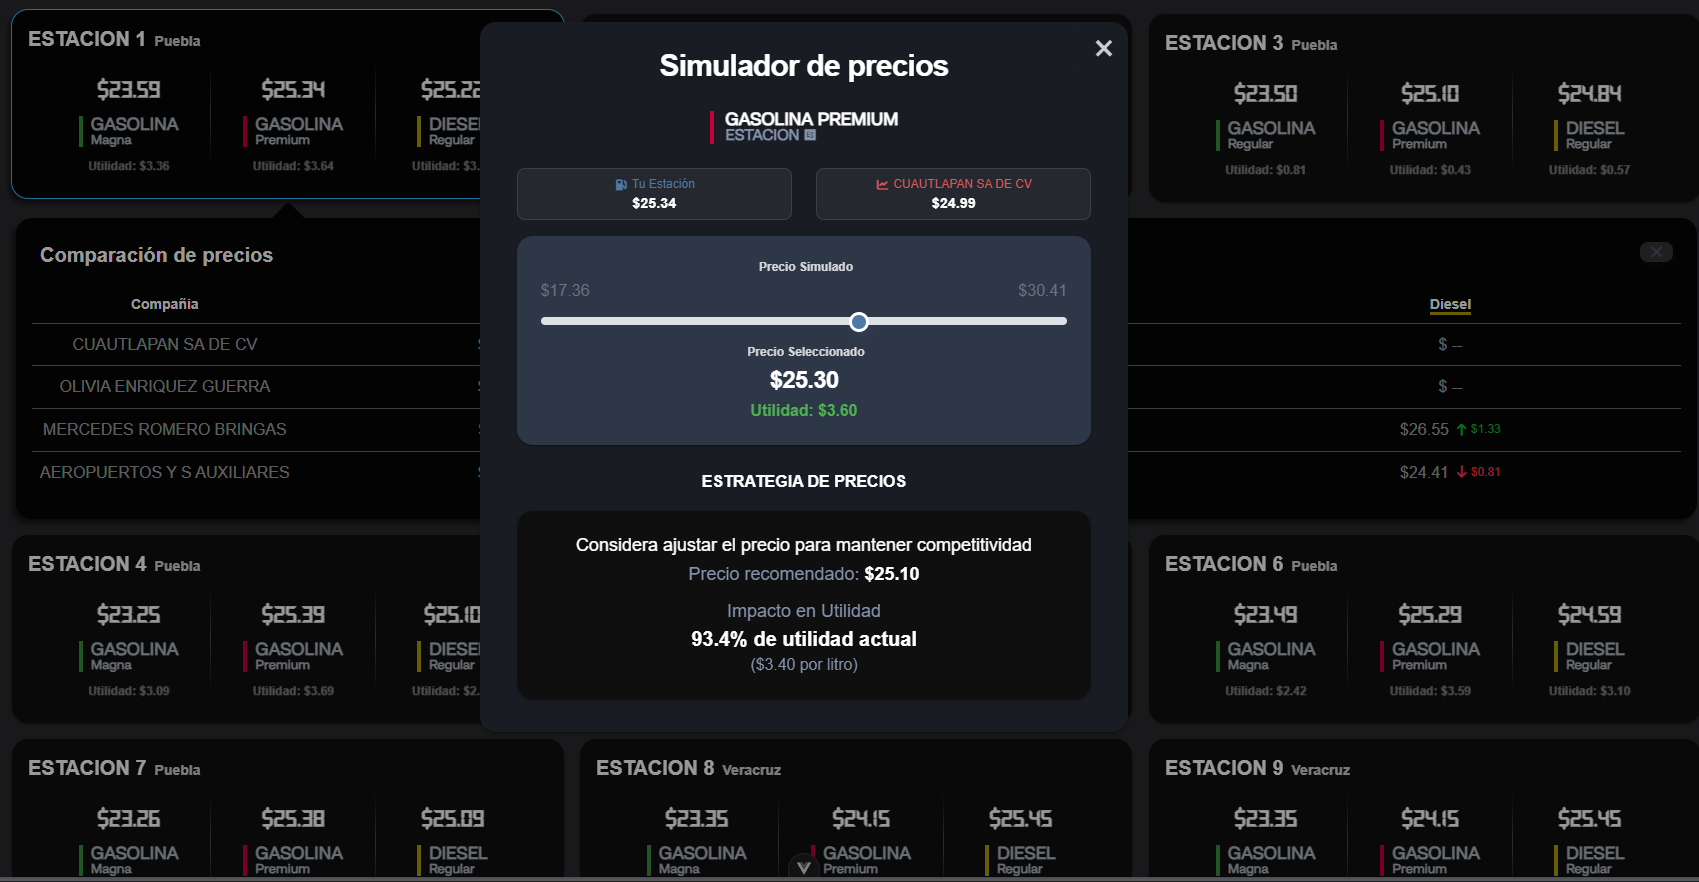 ESTACION 1 Puebla
$23.59
GASOLINA
Magna
Utilidad: $3.36
$25.34
GASOLINA
Premium
Utilidad: $3.64
$25.22
Regular
Utilidad: $3.
ESTACION 3 Puebla
$23.50
GASOLINA
Regular
Utilidad: $0.81
$25.10
GASOLINA
Premium
Utilidad: $0.43
$24.84
DIESEL
Regular
Utilidad: $0.57
Simulador de precios
GASOLINA PREMIUM
ESTACION
Tu Estación
$25.34
CUAUTLAPAN SA DE CV
$24.99
Precio Simulado
$17.36
$30.41
Precio Seleccionado
$25.30
Utilidad: $3.60
ESTRATEGIA DE PRECIOS
Considera ajustar el precio para mantener competitividad
Precio recomendado: $25.10
Impacto en Utilidad
93.4% de utilidad actual
($3.40 por litro)
Comparación de precios
Compañia
Diesel
CUAUTLAPAN SA DE CV
$ --
OLIVIA ENRIQUEZ GUERRA
$ --
MERCEDES ROMERO BRINGAS
$26.55 ↑ $1.33
AEROPUERTOS Y S AUXILIARES
$24.41 ↓ $0.81
ESTACION 4 Puebla
$23.25
GASOLINA
Magna
Utilidad: $3.09
$25.39
GASOLINA
Premium
Utilidad: $3.69
$25.10
Regular
Utilidad: $2.
ESTACION 6 Puebla
$23.49
GASOLINA
Magna
Utilidad: $2.42
$25.29
GASOLINA
Premium
Utilidad: $3.59
$24.59
DIESEL
Regular
Utilidad: $3.10
ESTACION 7 Puebla
$23.26
GASOLINA
Magna
$25.38
GASOLINA
Premium
$25.09
DIESEL
Regular
ESTACION 8 Veracruz
$23.35
GASOLINA
Magna
$24.15
GASOLINA
Premium
$25.45
DIESEL
Regular
ESTACION 9 Veracruz
$23.35
GASOLINA
Magna
$24.15
GASOLINA
Premium
$25.45
DIESEL
Regular